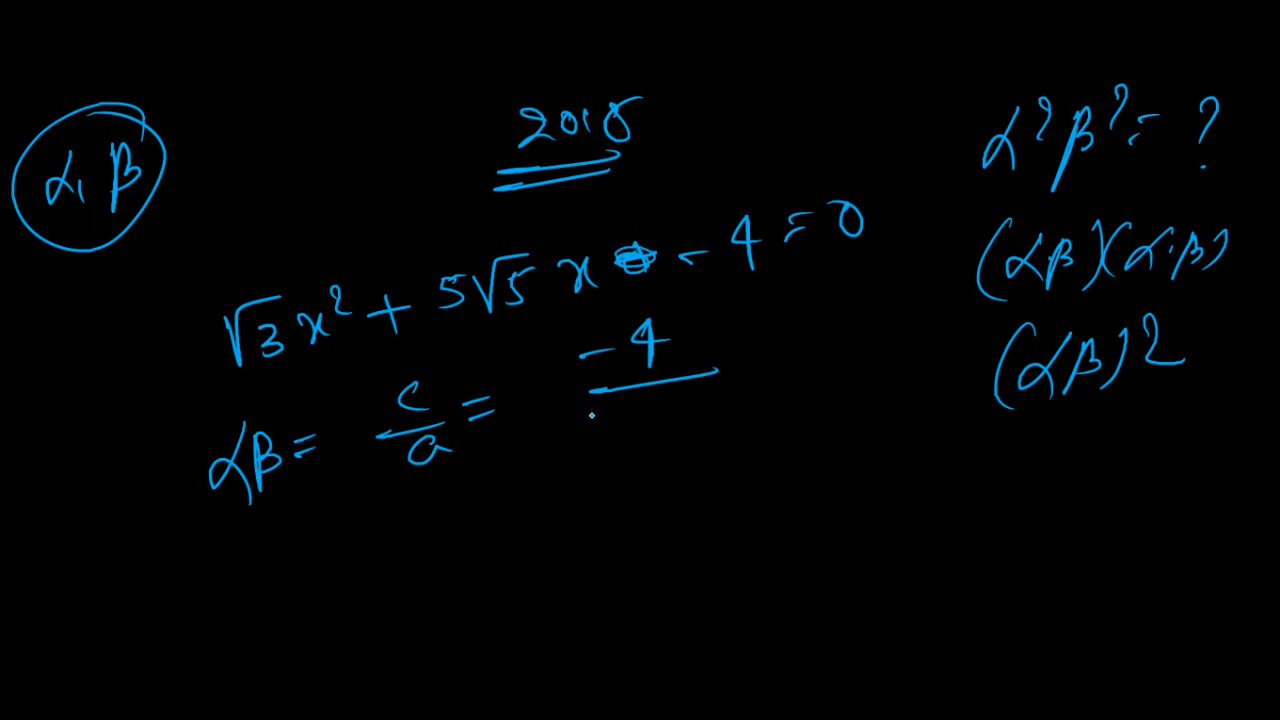 α, β
2018
√3x² + 5√5 x - 4 = 0
αβ = c/a = -4/
α²β² = ?
(αβ)(α.β)
(αβ)2